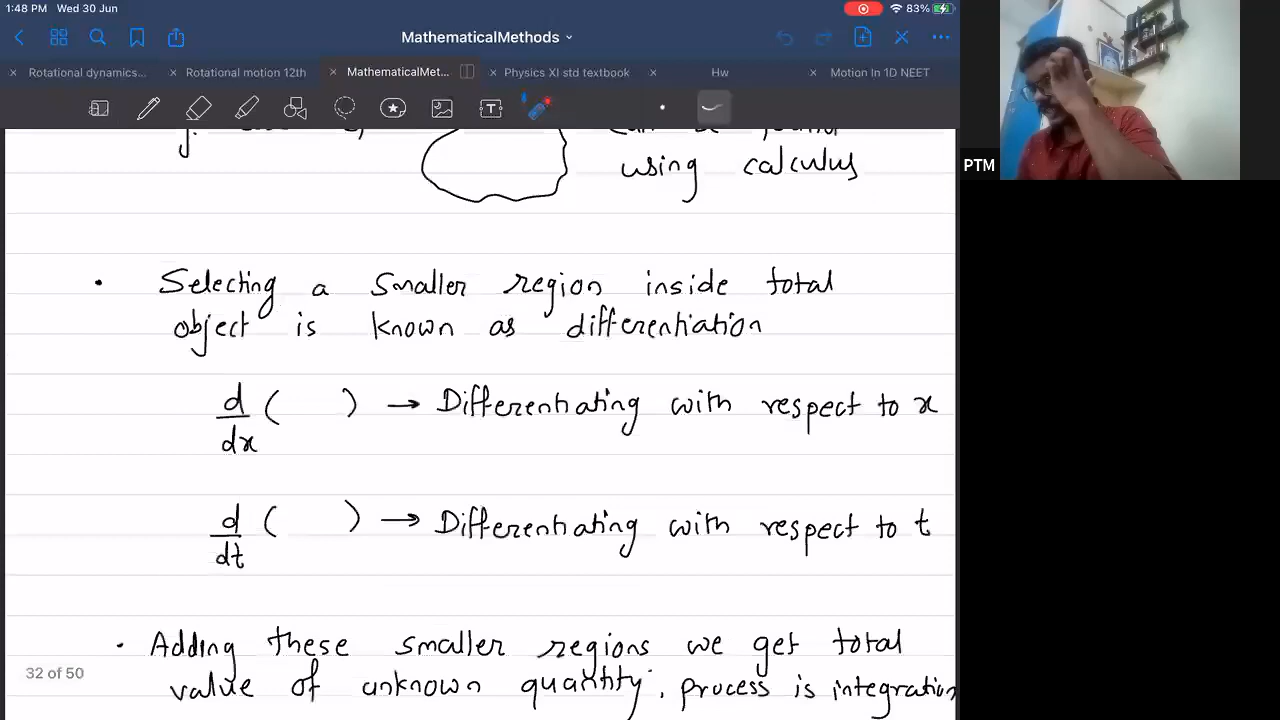 1:48 PM Wed 30 Jun
83%
MathematicalMethods
Rotational dynamics...
Rotational motion 12th
MathematicalMet...
Physics XI std textbook
Hw
Motion In 1D NEET
PTM
using calculus
• Selecting a smaller region inside total
object is known as differentiation
d/dx ( ) → Differentiating with respect to x
d/dt ( ) → Differentiating with respect to t
• Adding these smaller regions we get total
value of unknown quantity, process is integration
32 of 50